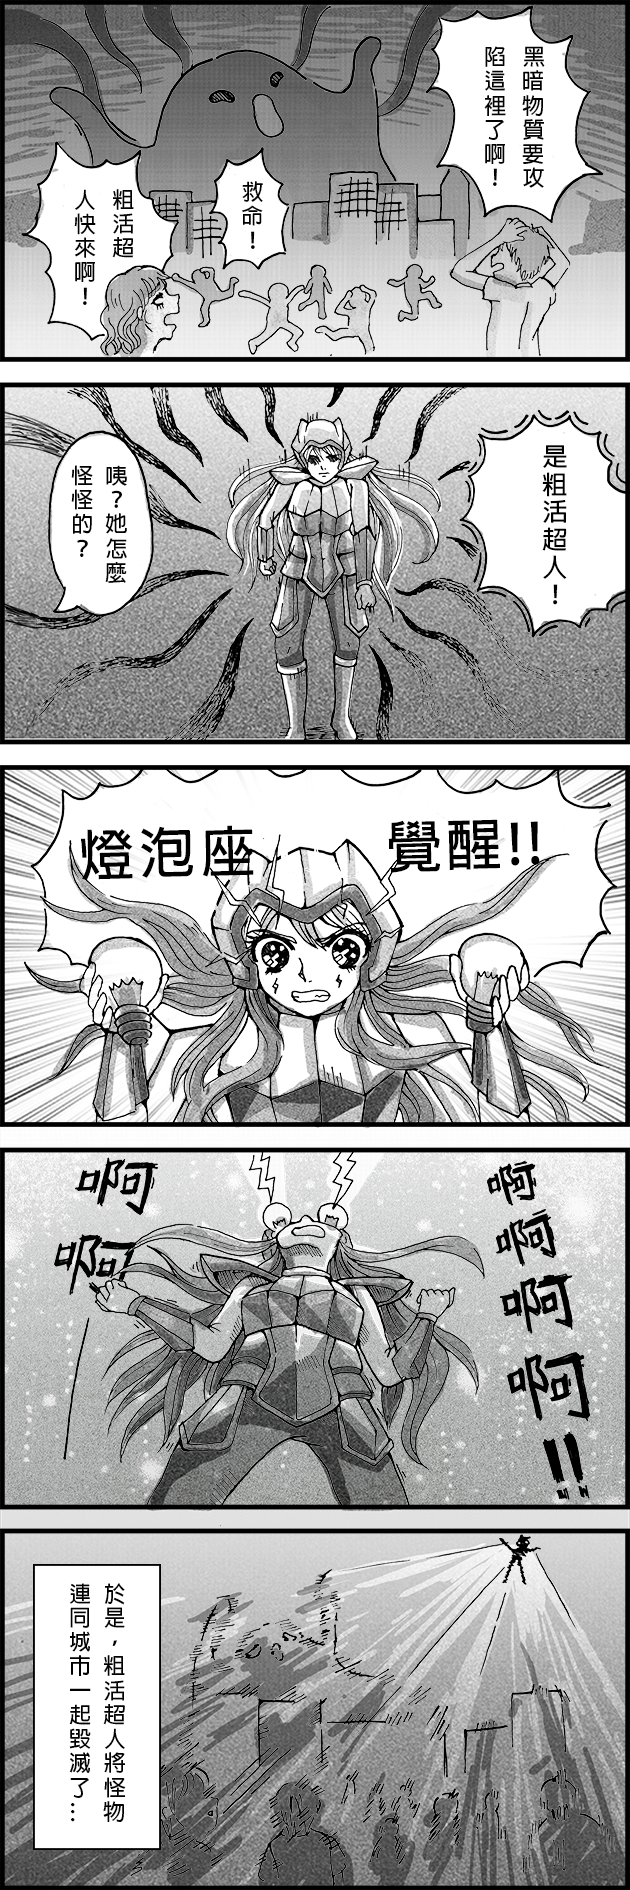 黑暗物質要攻
陷這裡了啊！
救命！
粗活超
人快來啊！
是粗活超人！
咦？她怎麼
怪怪的？
燈泡座 覺醒!!
啊啊啊啊!!
啊啊
於是，粗活超人將怪物
連同城市一起毀滅了…